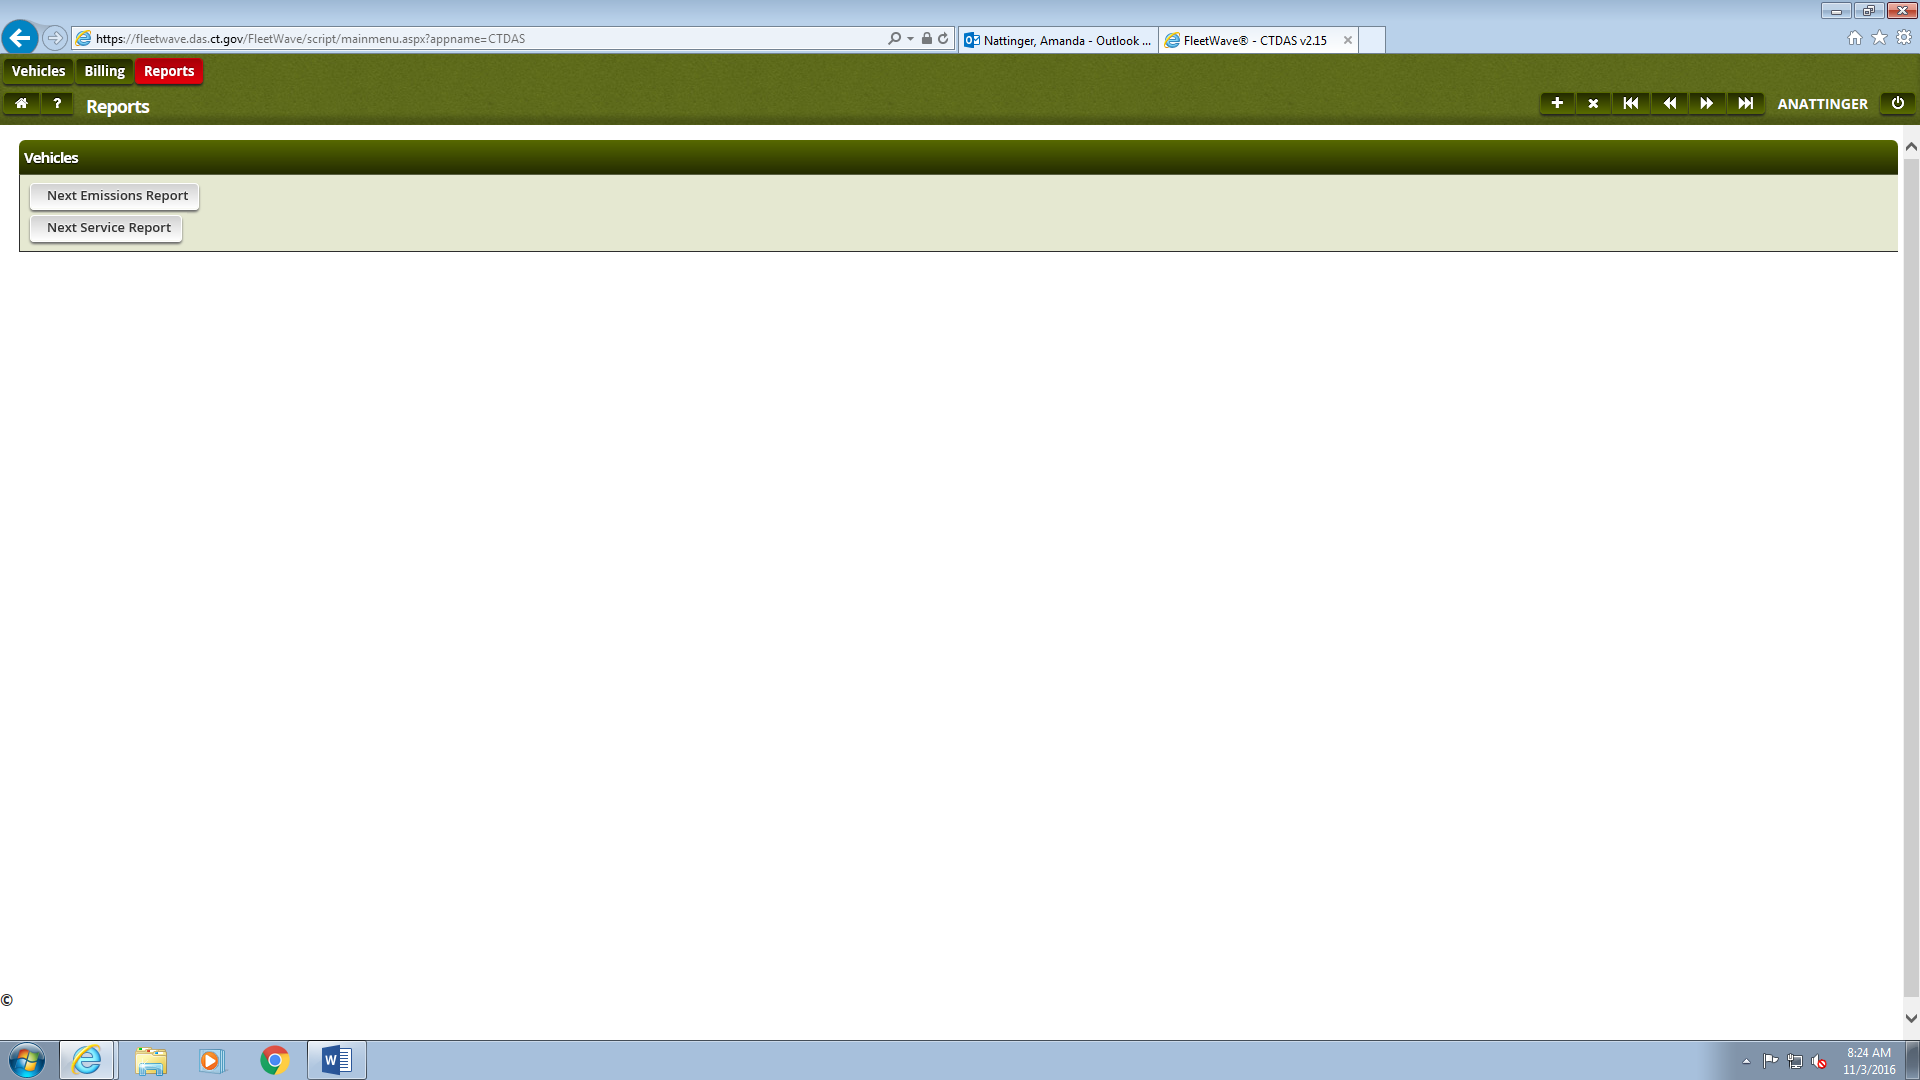 https://fleetwave.das.ct.gov/FleetWave/script/mainmenu.aspx?appname=CTDAS
Nattinger, Amanda - Outlook ...
FleetWave® - CTDAS v2.15
Vehicles Billing Reports
? Reports
ANATTINGER
Vehicles
Next Emissions Report
Next Service Report
©
8:24 AM
11/3/2016